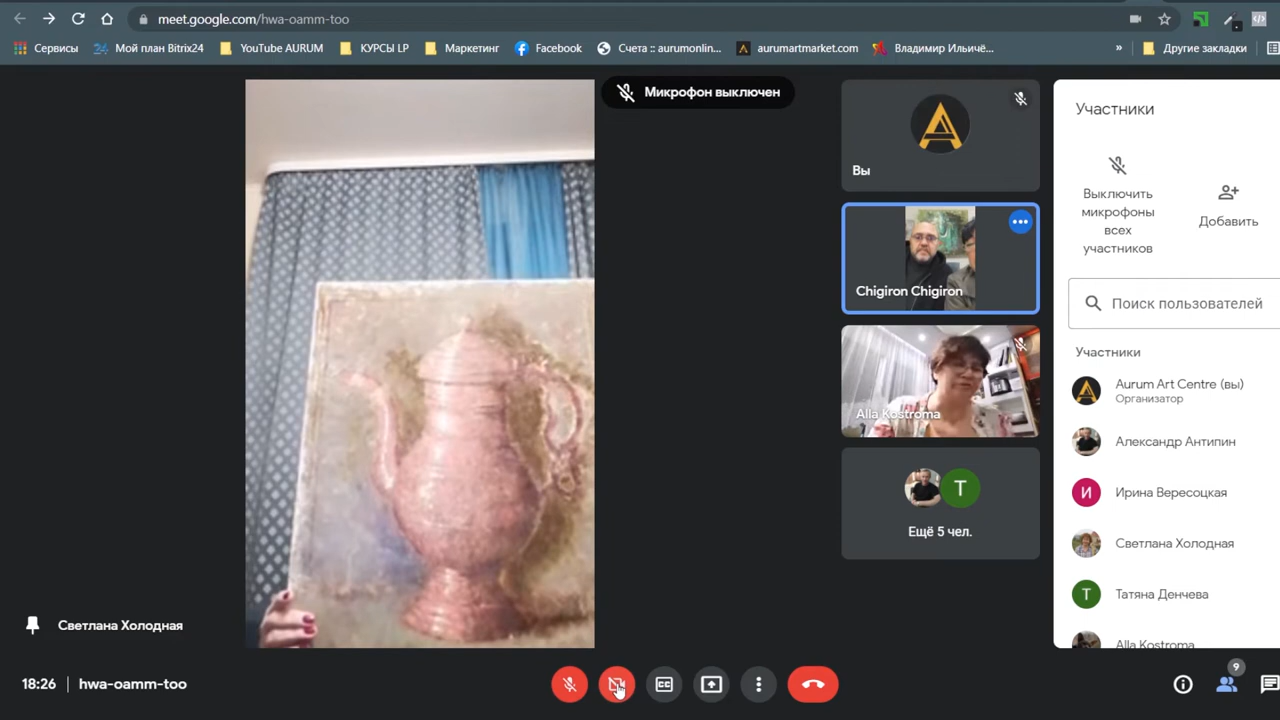 meet.google.com/hwa-oamm-too
Сервисы
24 Мой план Bitrix24
YouTube AURUM
КУРСЫ LP
Маркетинг
Facebook
Счета :: aurumonlin...
aurumartmarket.com
Владимир Ильичё...
»
Другие закладки
Микрофон выключен
Вы
Chigiron Chigiron
Alla Kostroma
Т
Ещё 5 чел.
Светлана Холодная
Участники
Выключить
микрофоны
всех
участников
Добавить
Поиск пользователей
Участники
Aurum Art Centre (вы)
Организатор
Александр Антипин
И Ирина Вересоцкая
Светлана Холодная
Т Татяна Денчева
Alla Kostroma
18:26 | hwa-oamm-too
CC
9